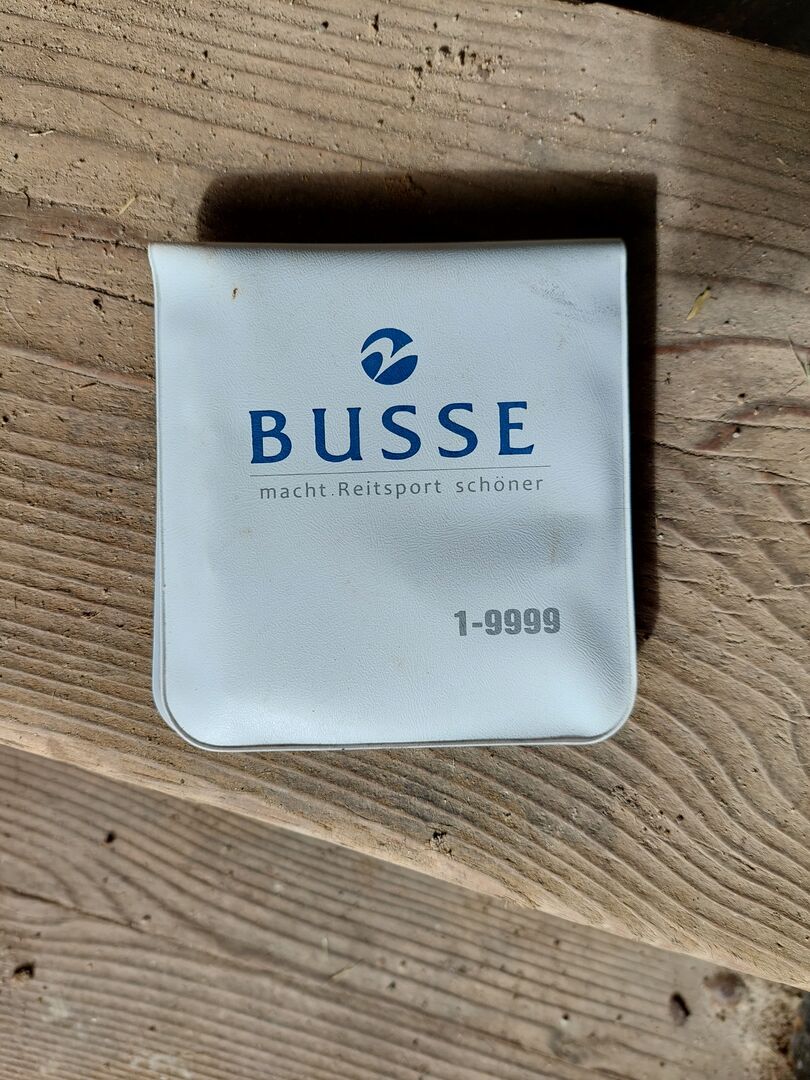 BUSSE
macht.Reitsport schöner
1-9999